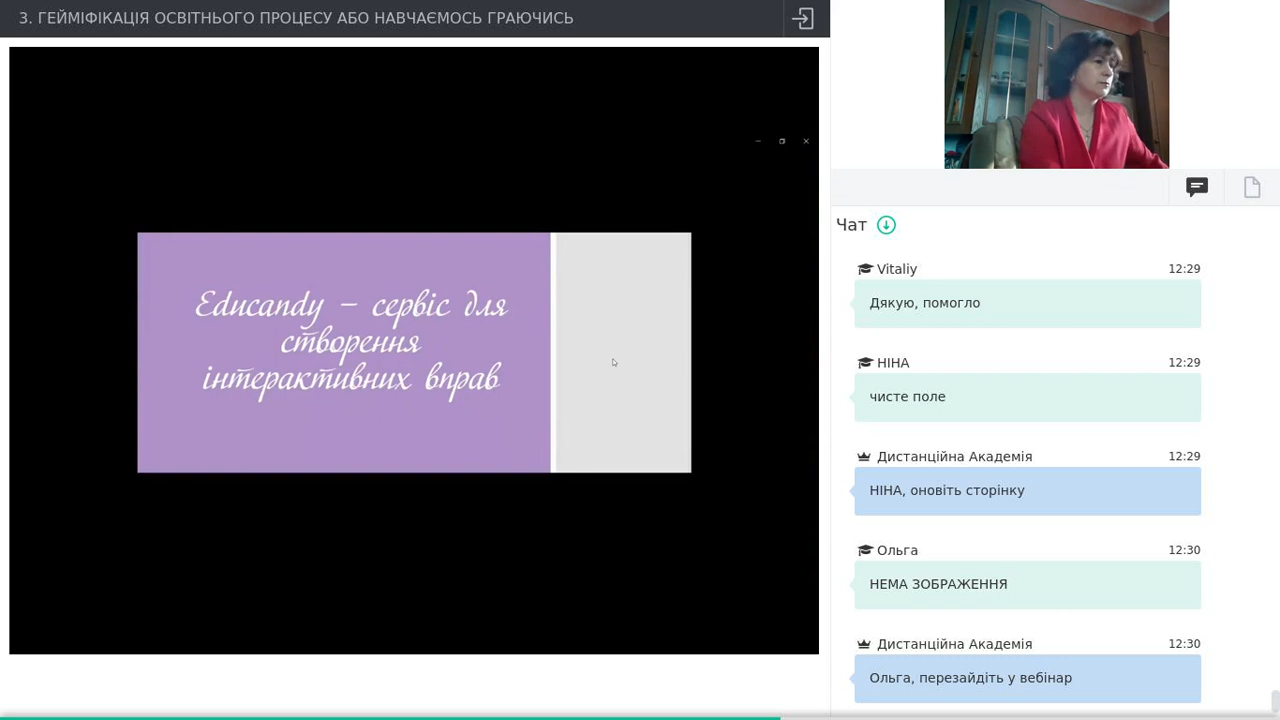 3. ГЕЙМІФІКАЦІЯ ОСВІТНЬОГО ПРОЦЕСУ АБО НАВЧАЄМОСЬ ГРАЮЧИСЬ
Educandy – сервіс для
створення
інтерактивних вправ
Чат
Vitaliy 12:29
Дякую, помогло
НІНА 12:29
чисте поле
Дистанційна Академія 12:29
НІНА, оновіть сторінку
Ольга 12:30
НЕМА ЗОБРАЖЕННЯ
Дистанційна Академія 12:30
Ольга, перезайдіть у вебінар